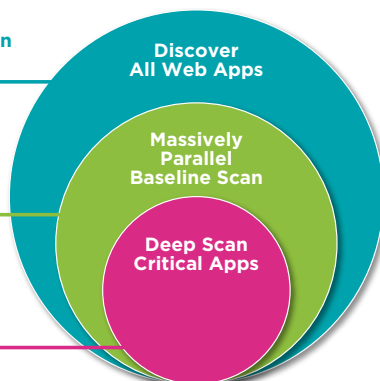 n
Discover
All Web Apps
Massively
Parallel
Baseline Scan
Deep Scan
Critical Apps